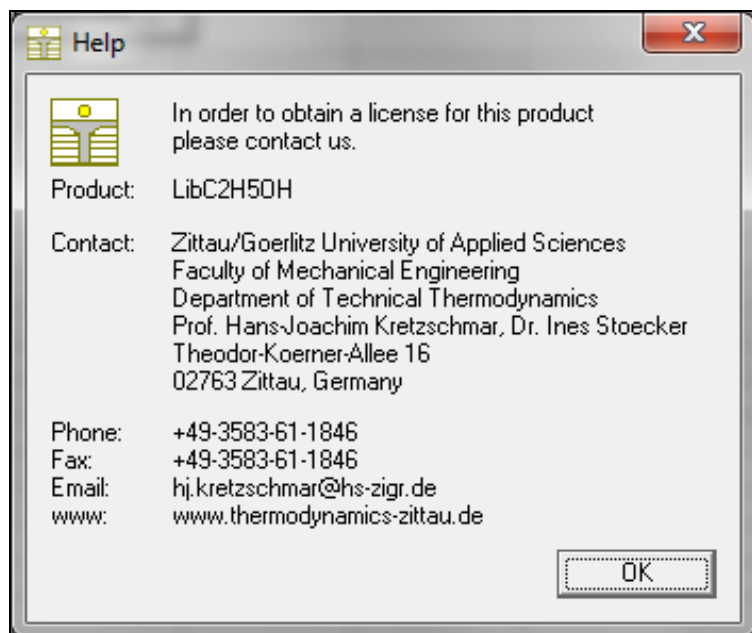 Help
In order to obtain a license for this product
please contact us.
Product: LibC2H5OH
Contact: Zittau/Goerlitz University of Applied Sciences
Faculty of Mechanical Engineering
Department of Technical Thermodynamics
Prof. Hans-Joachim Kretzschmar, Dr. Ines Stoecker
Theodor-Koerner-Allee 16
02763 Zittau, Germany
Phone: +49-3583-61-1846
Fax: +49-3583-61-1846
Email: hj.kretzschmar@hs-zigr.de
www: www.thermodynamics-zittau.de
OK